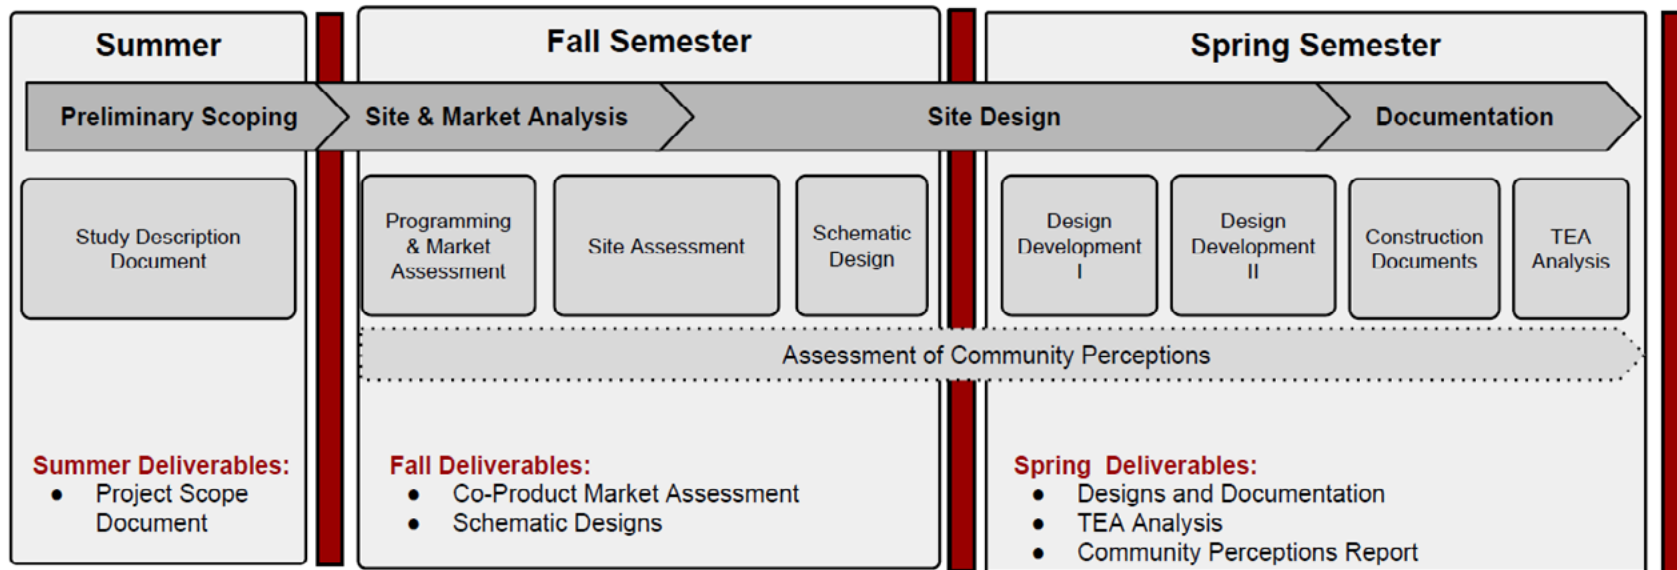 Summer
Fall Semester
Spring Semester
Preliminary Scoping
Site & Market Analysis
Site Design
Documentation
Study Description
Document
Programming
& Market
Assessment
Site Assessment
Schematic
Design
Design
Development
I
Design
Development
II
Construction
Documents
TEA
Analysis
Assessment of Community Perceptions
Summer Deliverables:
● Project Scope
Document
Fall Deliverables:
● Co-Product Market Assessment
● Schematic Designs
Spring Deliverables:
● Designs and Documentation
● TEA Analysis
● Community Perceptions Report